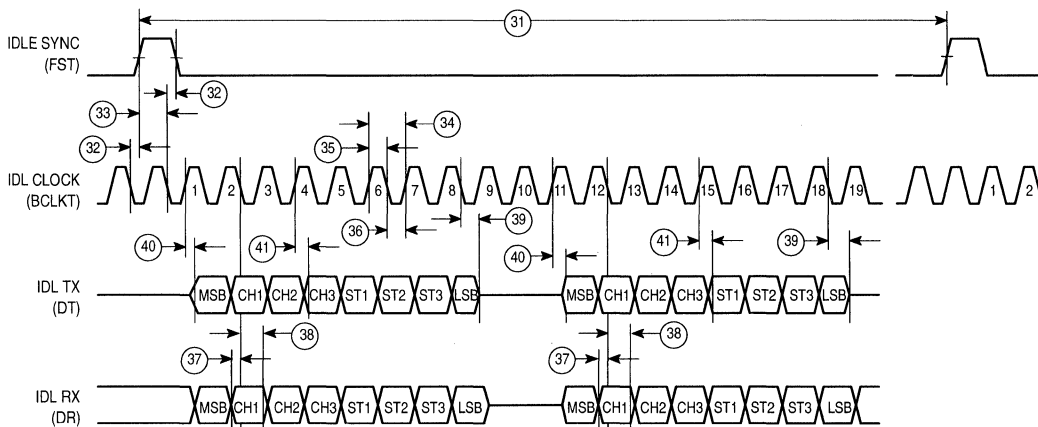 31
IDLE SYNC
(FST)
32
33
34
32
35
IDL CLOCK
(BCLKT)
1 2 3 4 5 6 7 8 9 10 11 12 13 14 15 16 17 18 19 1 2
36
39
40
41
40
41
39
IDL TX
(DT)
MSB CH1 CH2 CH3 ST1 ST2 ST3 LSB MSB CH1 CH2 CH3 ST1 ST2 ST3 LSB
38
38
37
37
IDL RX
(DR)
MSB CH1 CH2 CH3 ST1 ST2 ST3 LSB MSB CH1 CH2 CH3 ST1 ST2 ST3 LSB